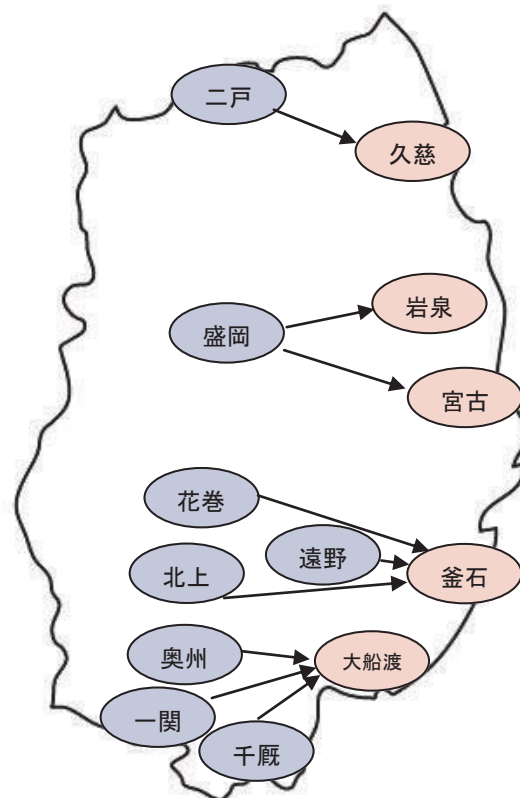 二戸
久慈
岩泉
盛岡
宮古
花巻
遠野
北上
釜石
奥州
大船渡
一関
千厩